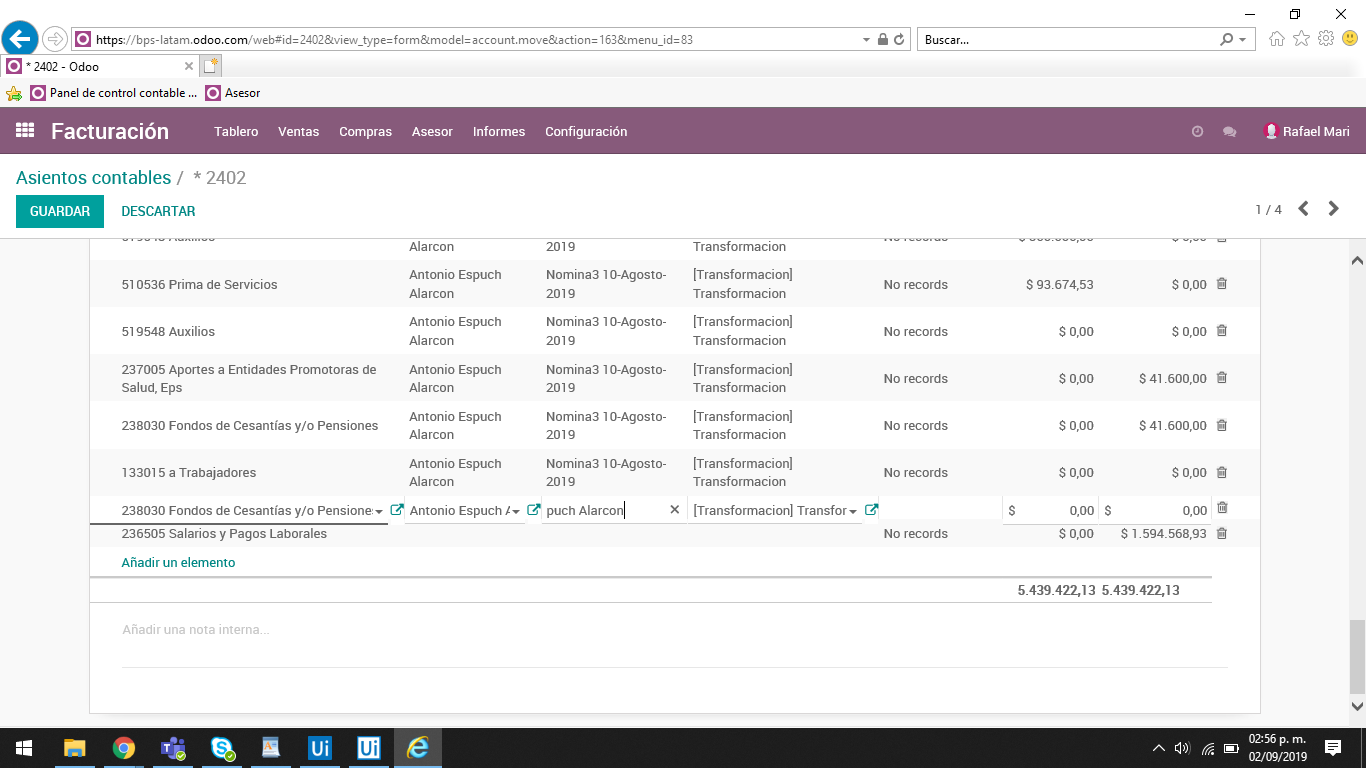 https://bps-latam.odoo.com/web#id=2402&view_type=form&model=account.move&action=163&menu_id=83
Buscar...
* 2402 - Odoo
Panel de control contable ...
Asesor
Facturación
Tablero
Ventas
Compras
Asesor
Informes
Configuración
Rafael Mari
Asientos contables / * 2402
GUARDAR
DESCARTAR
1 / 4
Auxilios Alarcon 2019 Transformacion No records
510536 Prima de Servicios
Antonio Espuch
Alarcon
Nomina3 10-Agosto-
2019
[Transformacion]
Transformacion
No records
$ 93.674,53
$ 0,00
519548 Auxilios
Antonio Espuch
Alarcon
Nomina3 10-Agosto-
2019
[Transformacion]
Transformacion
No records
$ 0,00
$ 0,00
237005 Aportes a Entidades Promotoras de
Salud, Eps
Antonio Espuch
Alarcon
Nomina3 10-Agosto-
2019
[Transformacion]
Transformacion
No records
$ 0,00
$ 41.600,00
238030 Fondos de Cesantías y/o Pensiones
Antonio Espuch
Alarcon
Nomina3 10-Agosto-
2019
[Transformacion]
Transformacion
No records
$ 0,00
$ 41.600,00
133015 a Trabajadores
Antonio Espuch
Alarcon
Nomina3 10-Agosto-
2019
[Transformacion]
Transformacion
No records
$ 0,00
$ 0,00
238030 Fondos de Cesantías y/o Pensione
Antonio Espuch
puch Alarcon
[Transformacion] Transfor
$ 0,00
$ 0,00
236505 Salarios y Pagos Laborales
No records
$ 0,00
$ 1.594.568,93
Añadir un elemento
5.439.422,13 5.439.422,13
Añadir una nota interna...
Ui
Ui
02:56 p. m.
02/09/2019